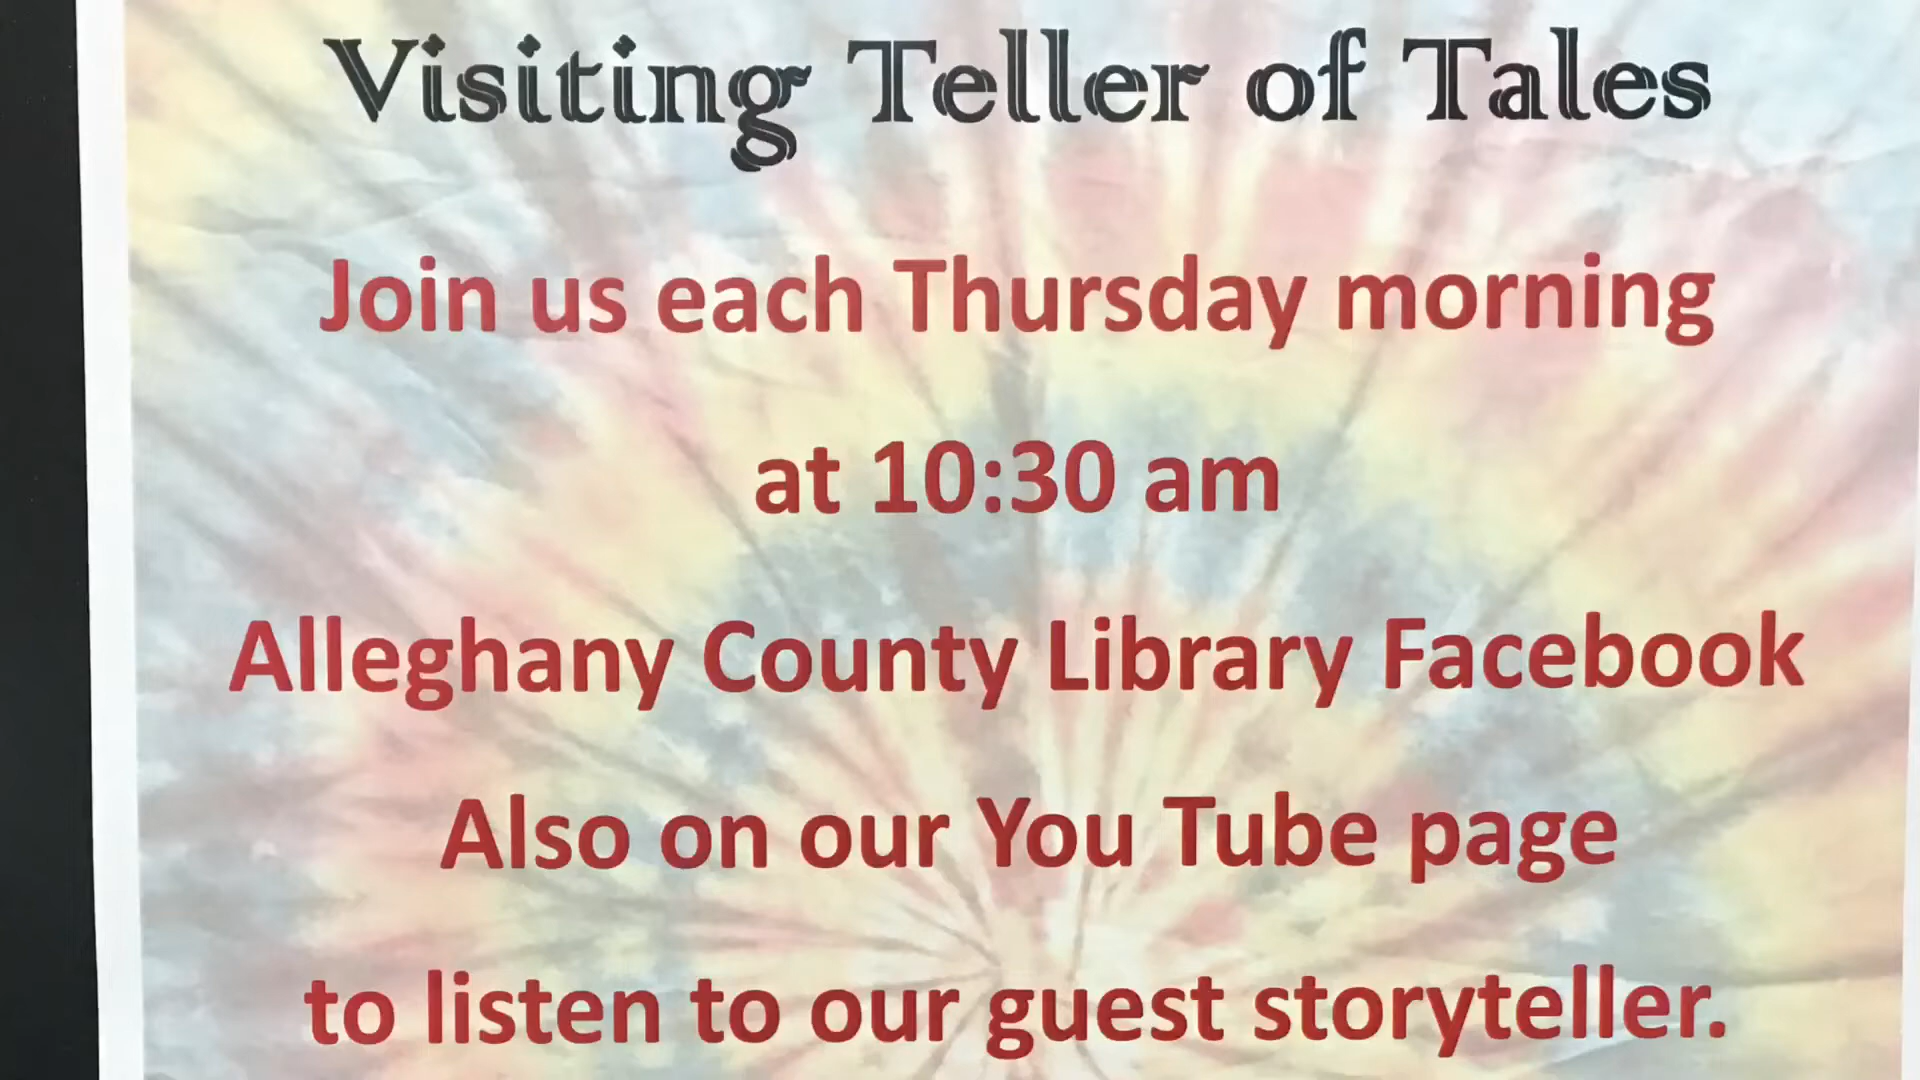 Visiting Teller of Tales
Join us each Thursday morning
at 10:30 am
Alleghany County Library Facebook
Also on our You Tube page
to listen to our guest storyteller.